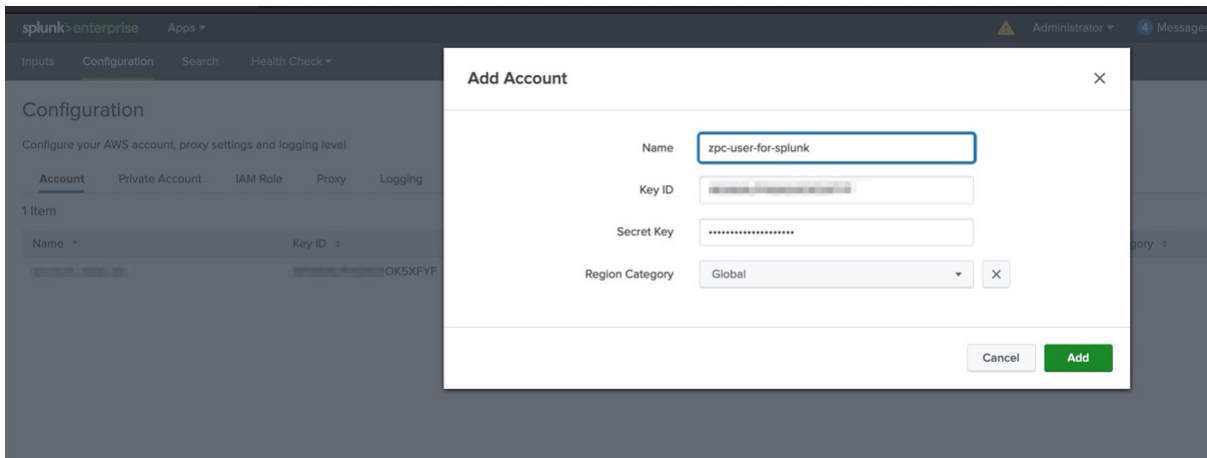 splunk>enterprise Apps Administrator 4 Messages
Inputs Configuration Search Health Check
Configuration
Configure your AWS account, proxy settings and logging level
Account Private Account IAM Role Proxy Logging
1 Item
Name Key ID gory
OK5XFYF
Add Account
Name zpc-user-for-splunk
Key ID
Secret Key ••••••••••••••••••••
Region Category Global
Cancel Add